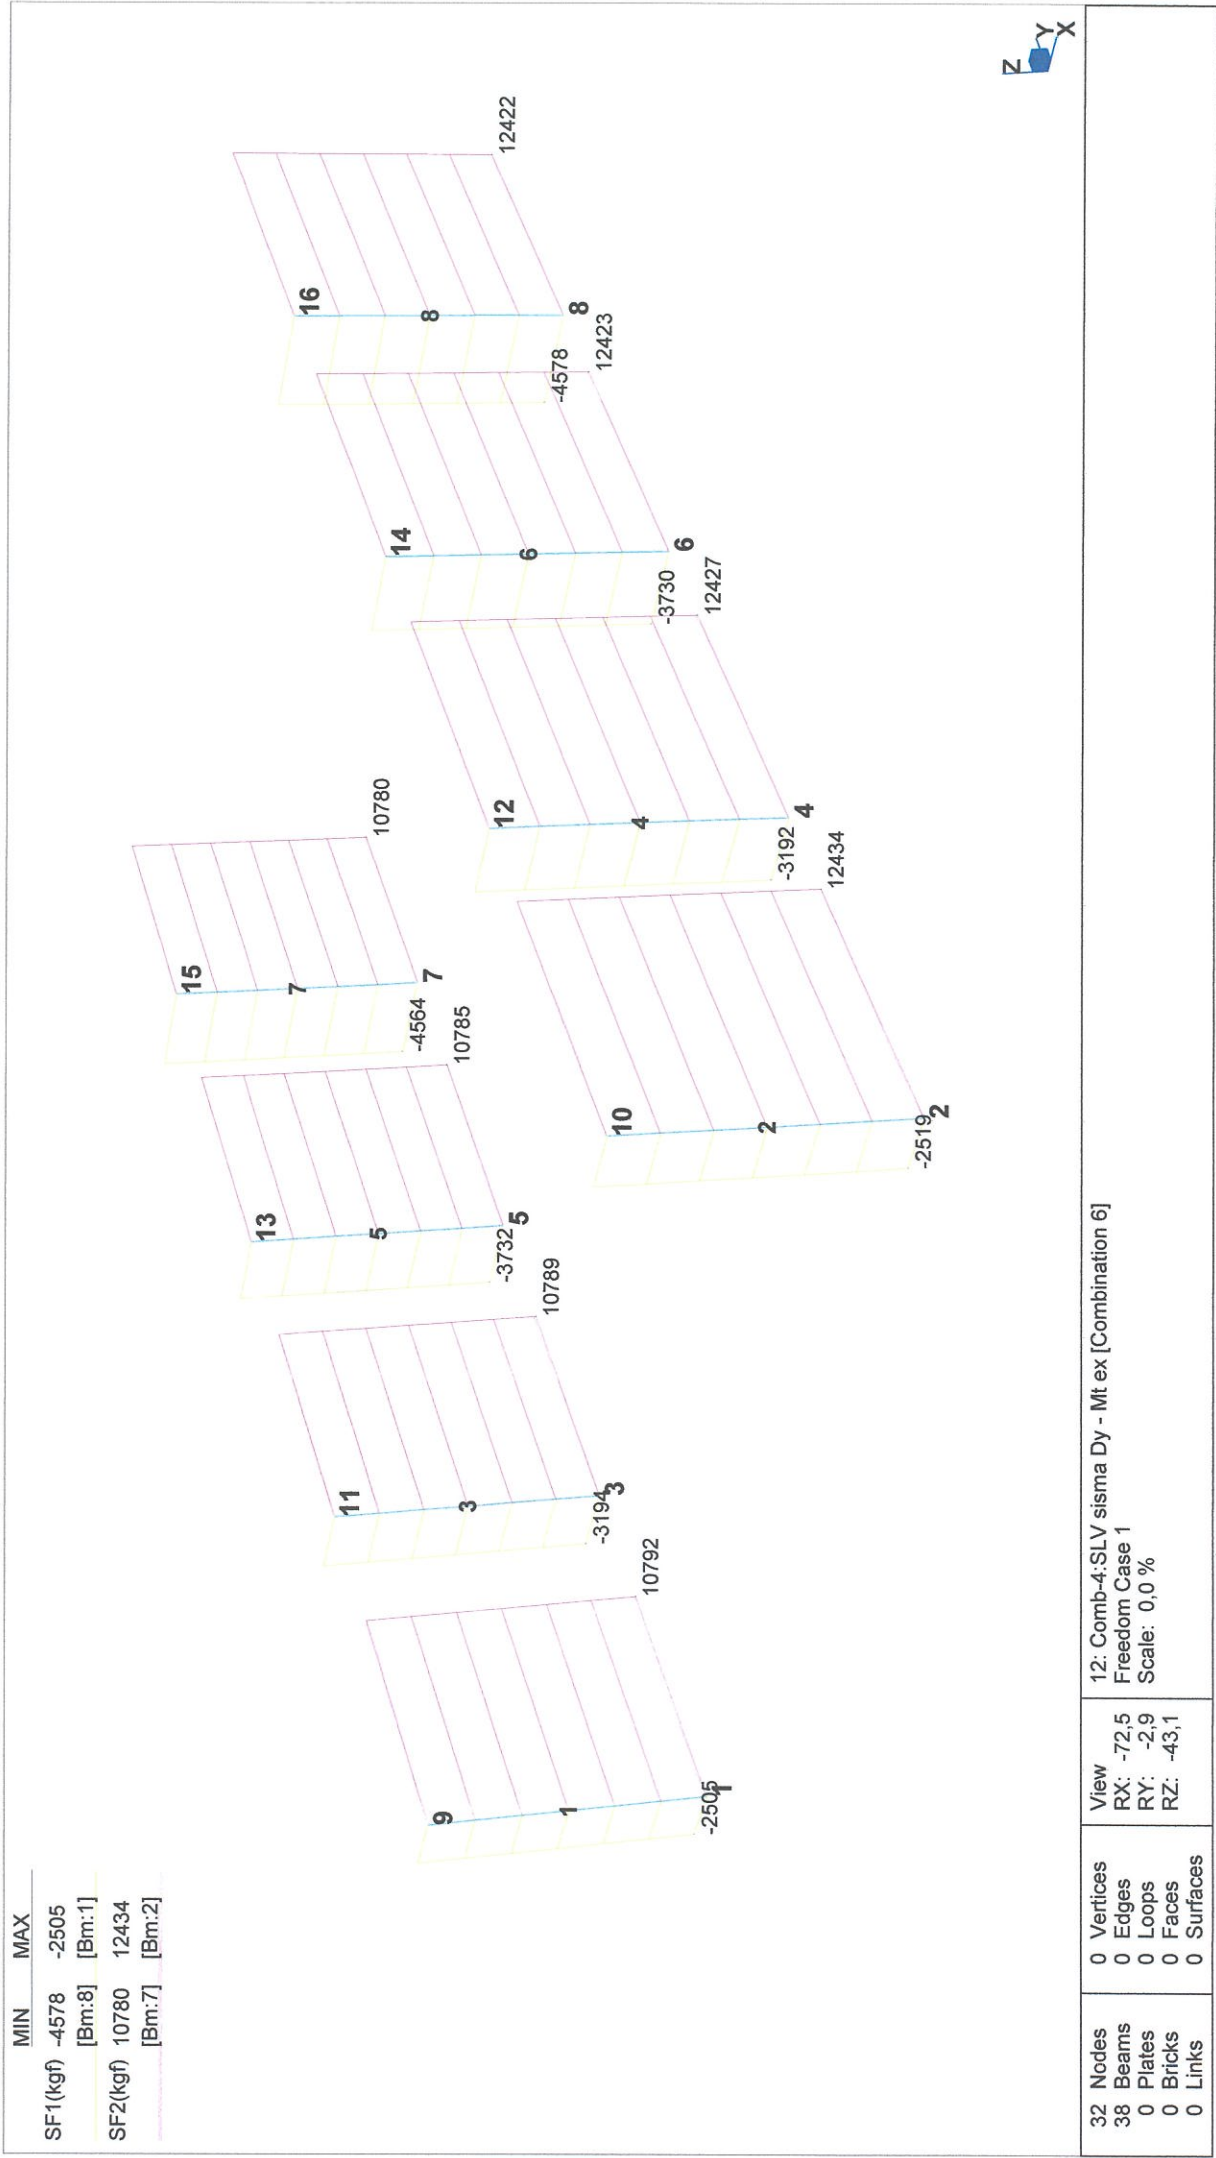 MIN MAX
SF1(kgf) -4578 -2505
[Bm:8] [Bm:1]
SF2(kgf) 10780 12434
[Bm:7] [Bm:2]
9
1
1
-2505
10792
11
3
3
-3194
10789
13
5
5
-3732
10785
15
7
7
-4564
10780
10
2
2
-2519
12434
12
4
4
-3192
12427
14
6
6
-3730
12423
16
8
8
-4578
12422
Z
Y
X
32 Nodes
38 Beams
0 Plates
0 Bricks
0 Links
0 Vertices
0 Edges
0 Loops
0 Faces
0 Surfaces
View
RX: -72,5
RY: -2,9
RZ: -43,1
12: Comb-4:SLV sisma Dy - Mt ex [Combination 6]
Freedom Case 1
Scale: 0,0 %